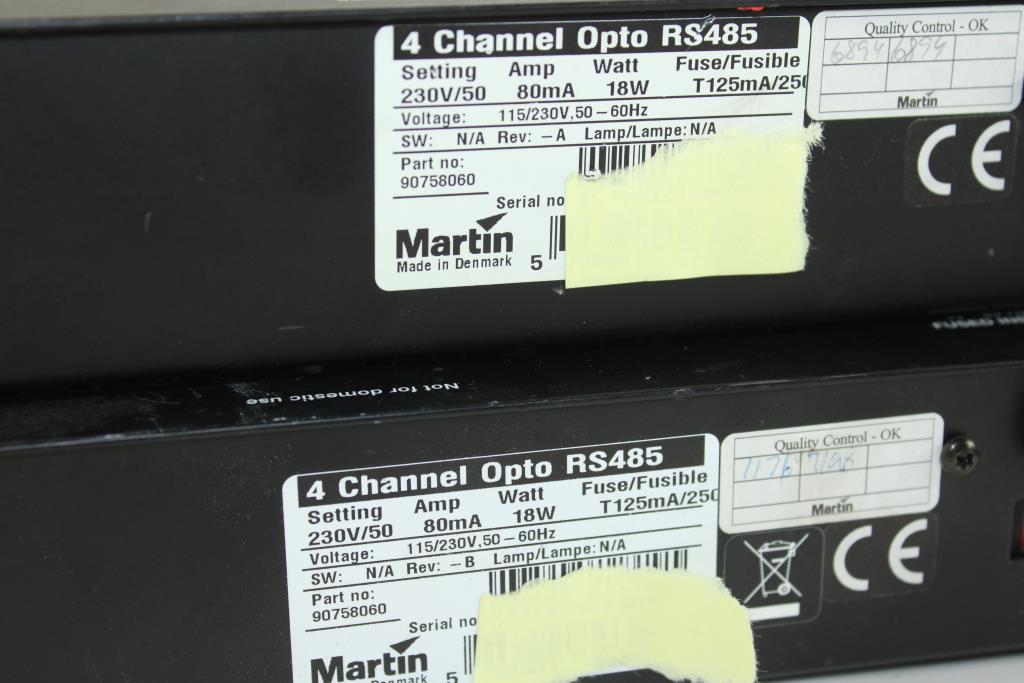 4 Channel Opto RS485
Setting Amp Watt Fuse/Fusible
230V/50 80mA 18W T125mA/250
Voltage: 115/230V,50–60Hz
SW: N/A Rev: –A Lamp/Lampe: N/A
Part no:
90758060
Serial no
Martin
Made in Denmark 5
Quality Control - OK
6894 6894
Martin
CE
FUSED
Not for domestic use
4 Channel Opto RS485
Setting Amp Watt Fuse/Fusible
230V/50 80mA 18W T125mA/250
Voltage: 115/230V,50–60Hz
SW: N/A Rev: –B Lamp/Lampe: N/A
Part no:
90758060
Serial no
Martin
Denmark 5
Quality Control - OK
Martin
CE